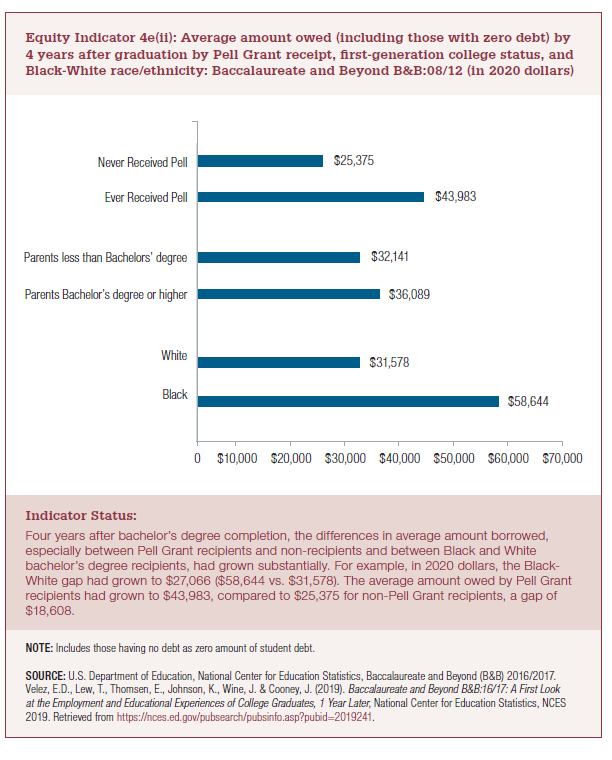 Equity Indicator 4e(ii): Average amount owed (including those with zero debt) by
4 years after graduation by Pell Grant receipt, first-generation college status, and
Black-White race/ethnicity: Baccalaureate and Beyond B&B:08/12 (in 2020 dollars)
Never Received Pell $25,375
Ever Received Pell $43,983
Parents less than Bachelors' degree $32,141
Parents Bachelor's degree or higher $36,089
White $31,578
Black $58,644
0 $10,000 $20,000 $30,000 $40,000 $50,000 $60,000 $70,000
Indicator Status:
Four years after bachelor's degree completion, the differences in average amount borrowed,
especially between Pell Grant recipients and non-recipients and between Black and White
bachelor's degree recipients, had grown substantially. For example, in 2020 dollars, the Black-
White gap had grown to $27,066 ($58,644 vs. $31,578). The average amount owed by Pell Grant
recipients had grown to $43,983, compared to $25,375 for non-Pell Grant recipients, a gap of
$18,608.
NOTE: Includes those having no debt as zero amount of student debt.
SOURCE: U.S. Department of Education, National Center for Education Statistics, Baccalaureate and Beyond (B&B) 2016/2017.
Velez, E.D., Lew, T., Thomsen, E., Johnson, K., Wine, J. & Cooney, J. (2019). Baccalaureate and Beyond B&B:16/17: A First Look
at the Employment and Educational Experiences of College Graduates, 1 Year Later, National Center for Education Statistics, NCES
2019. Retrieved from https://nces.ed.gov/pubsearch/pubsinfo.asp?pubid=2019241.